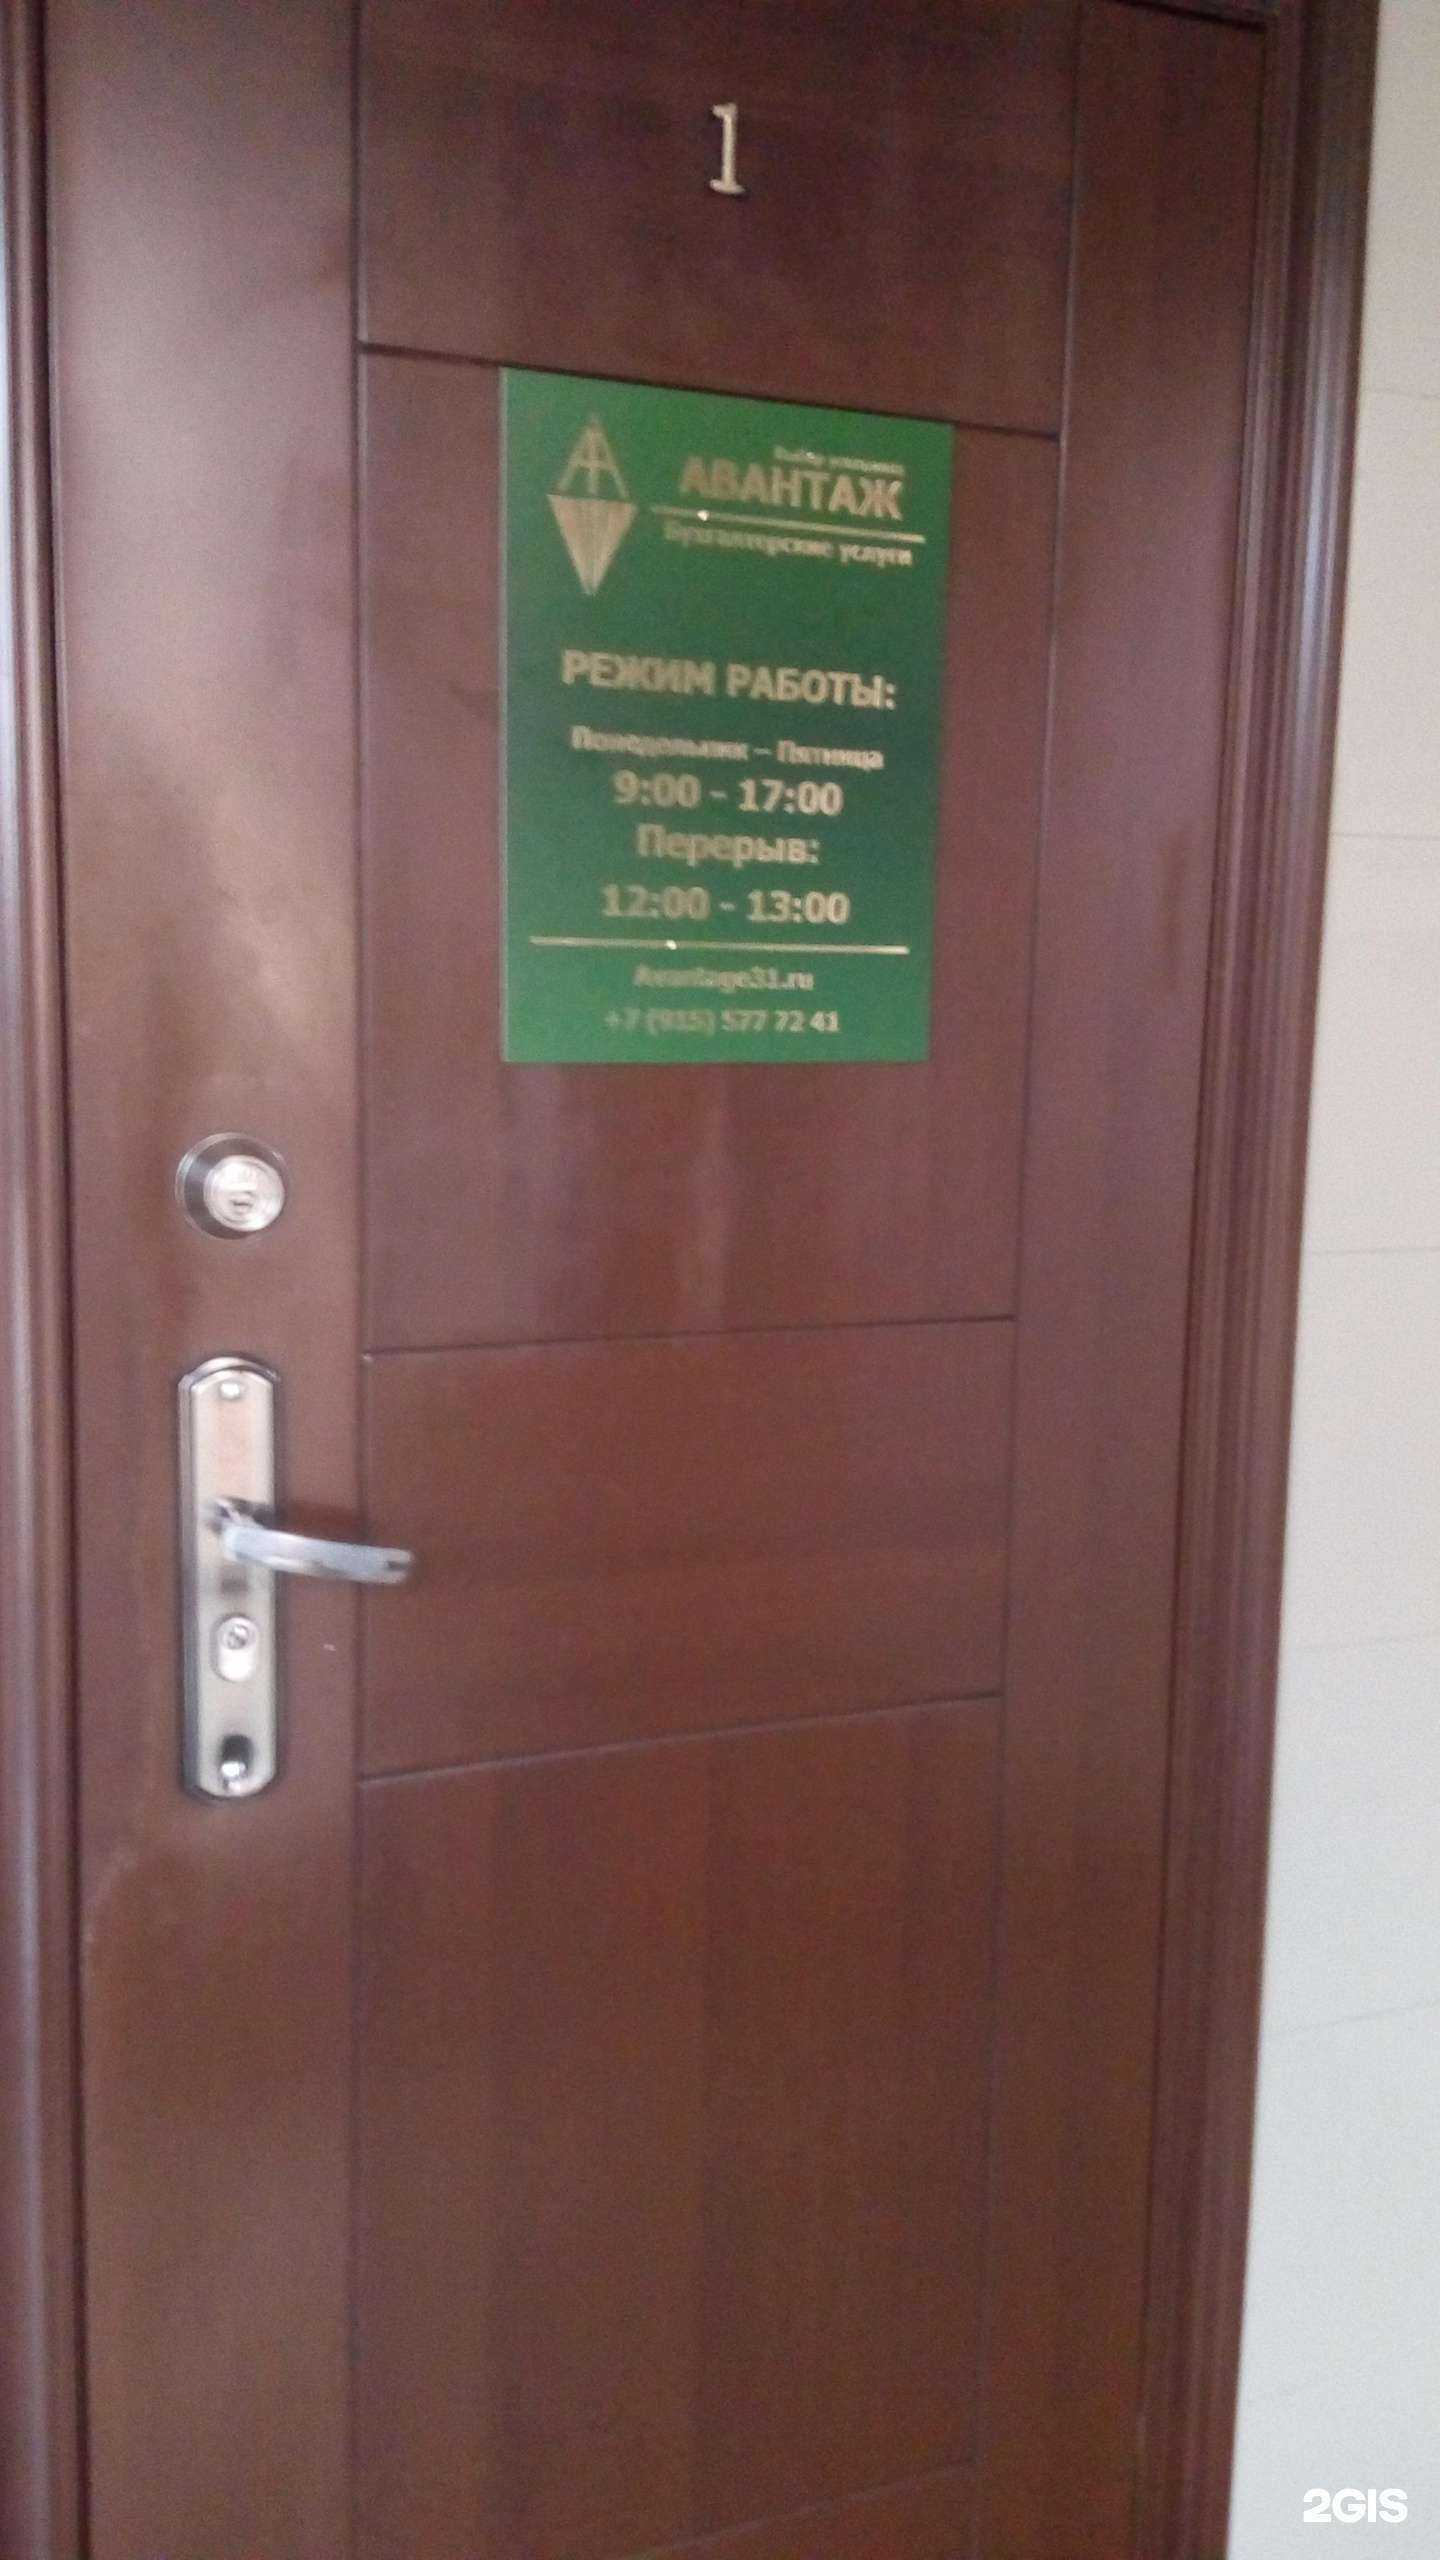 1
АВАНТАЖ
Бухгалтерские услуги
РЕЖИМ РАБОТЫ:
Понедельник – Пятница
9:00 - 17:00
Перерыв:
12:00 - 13:00
Avantage31.ru
+7 (915) 577 72 41
2GIS